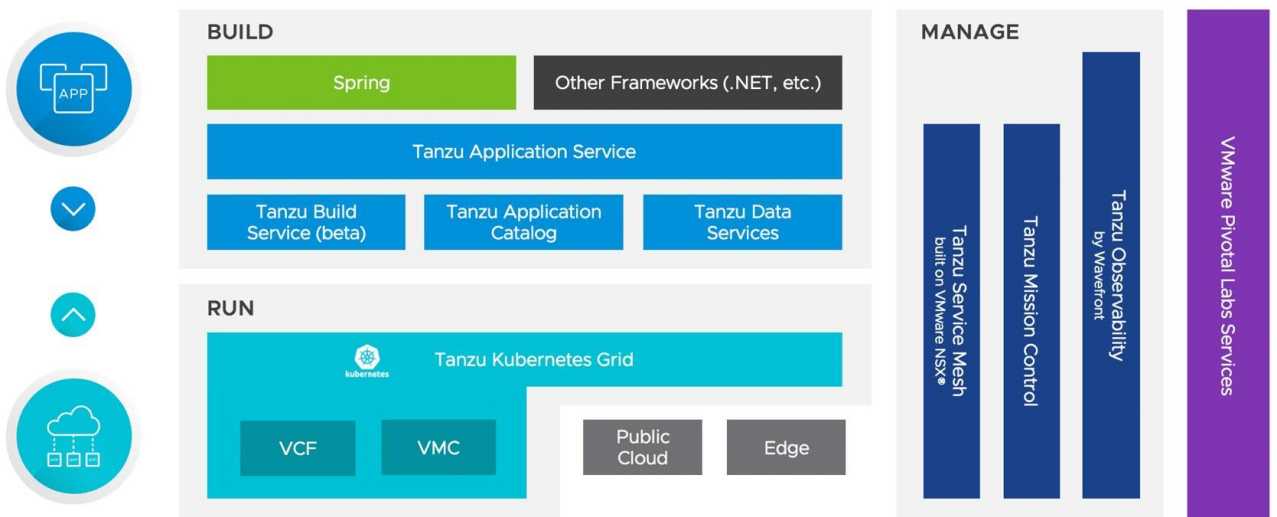 APP
BUILD
Spring
Other Frameworks (.NET, etc.)
Tanzu Application Service
Tanzu Build
Service (beta)
Tanzu Application
Catalog
Tanzu Data
Services
RUN
kubernetes
Tanzu Kubernetes Grid
VCF
VMC
Public
Cloud
Edge
MANAGE
Tanzu Service Mesh
built on VMware NSX®
Tanzu Mission Control
Tanzu Observability
by Wavefront
VMware Pivotal Labs Services